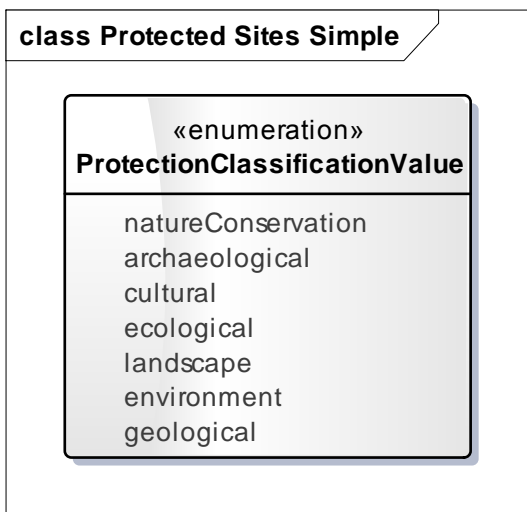 class Protected Sites Simple
«enumeration»
ProtectionClassificationValue
natureConservation
archaeological
cultural
ecological
landscape
environment
geological